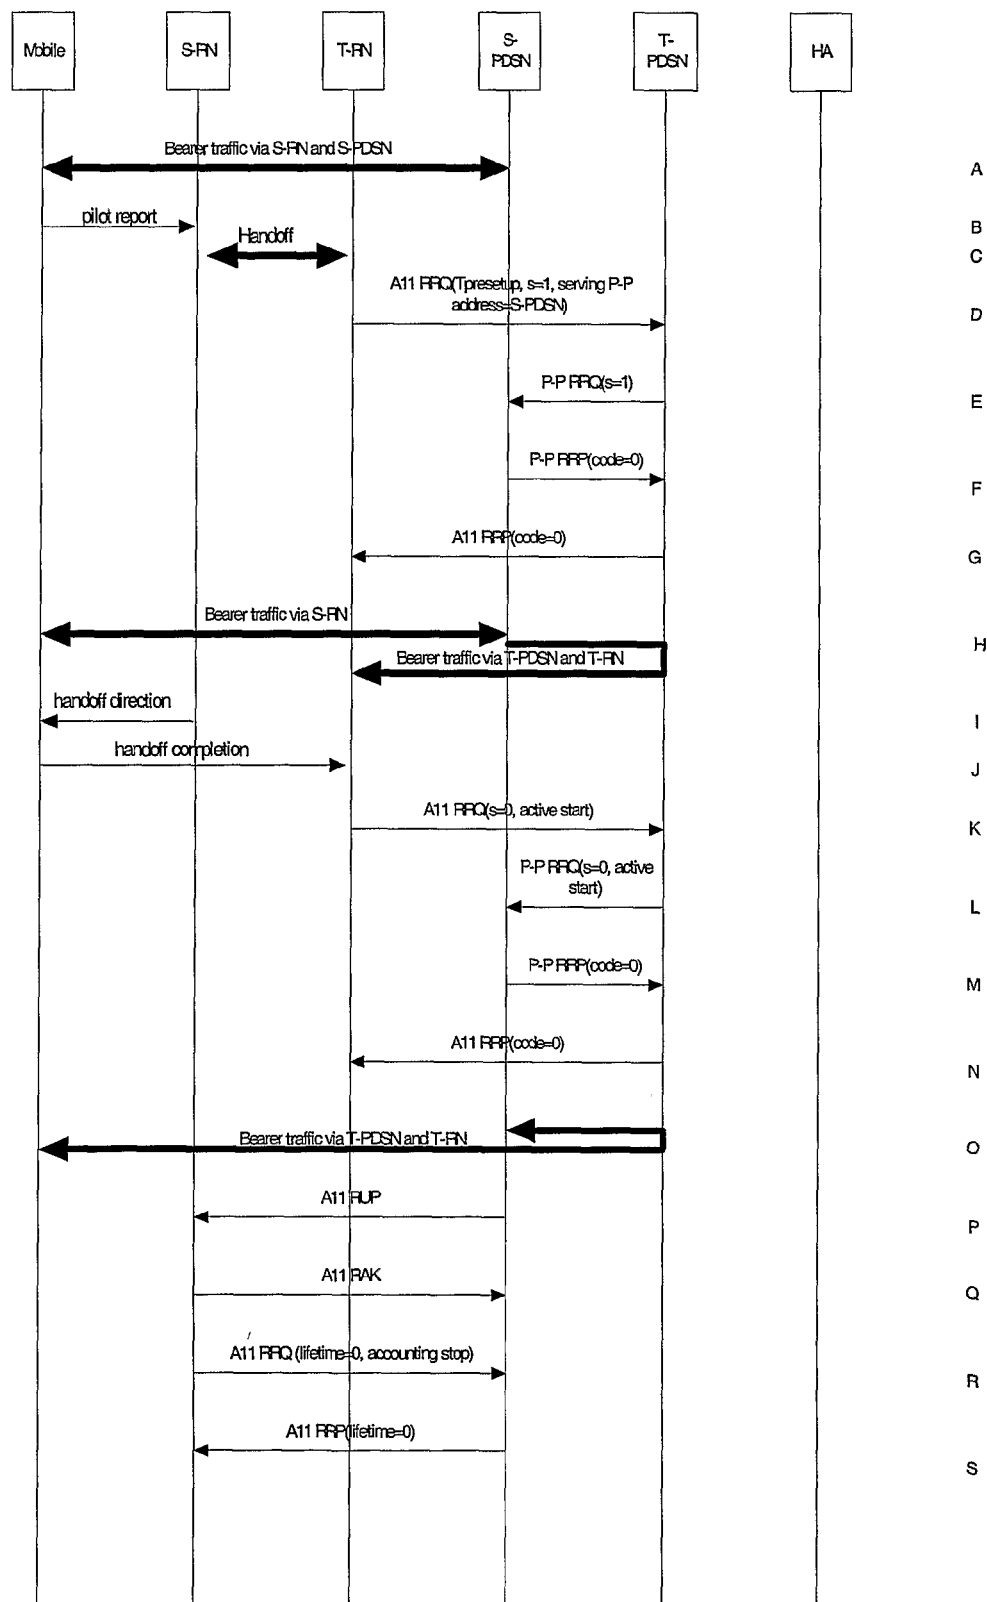 Mobile
S-RN
T-RN
S-
PDSN
T-
PDSN
HA
Bearer traffic via S-RN and S-PDSN
A
pilot report
B
Handoff
C
A11 RRQ(Tpresetup, s=1, serving P-P
address=S-PDSN)
D
P-P RRQ(s=1)
E
P-P RRP(code=0)
F
A11 RRP(code=0)
G
Bearer traffic via S-RN
H
Bearer traffic via T-PDSN and T-RN
handoff direction
I
handoff completion
J
A11 RRQ(s=0, active start)
K
P-P RRQ(s=0, active
start)
L
P-P RRP(code=0)
M
A11 RRP(code=0)
N
Bearer traffic via T-PDSN and T-RN
O
A11 RUP
P
A11 RAK
Q
A11 RRQ (lifetime=0, accounting stop)
R
A11 RRP(lifetime=0)
S